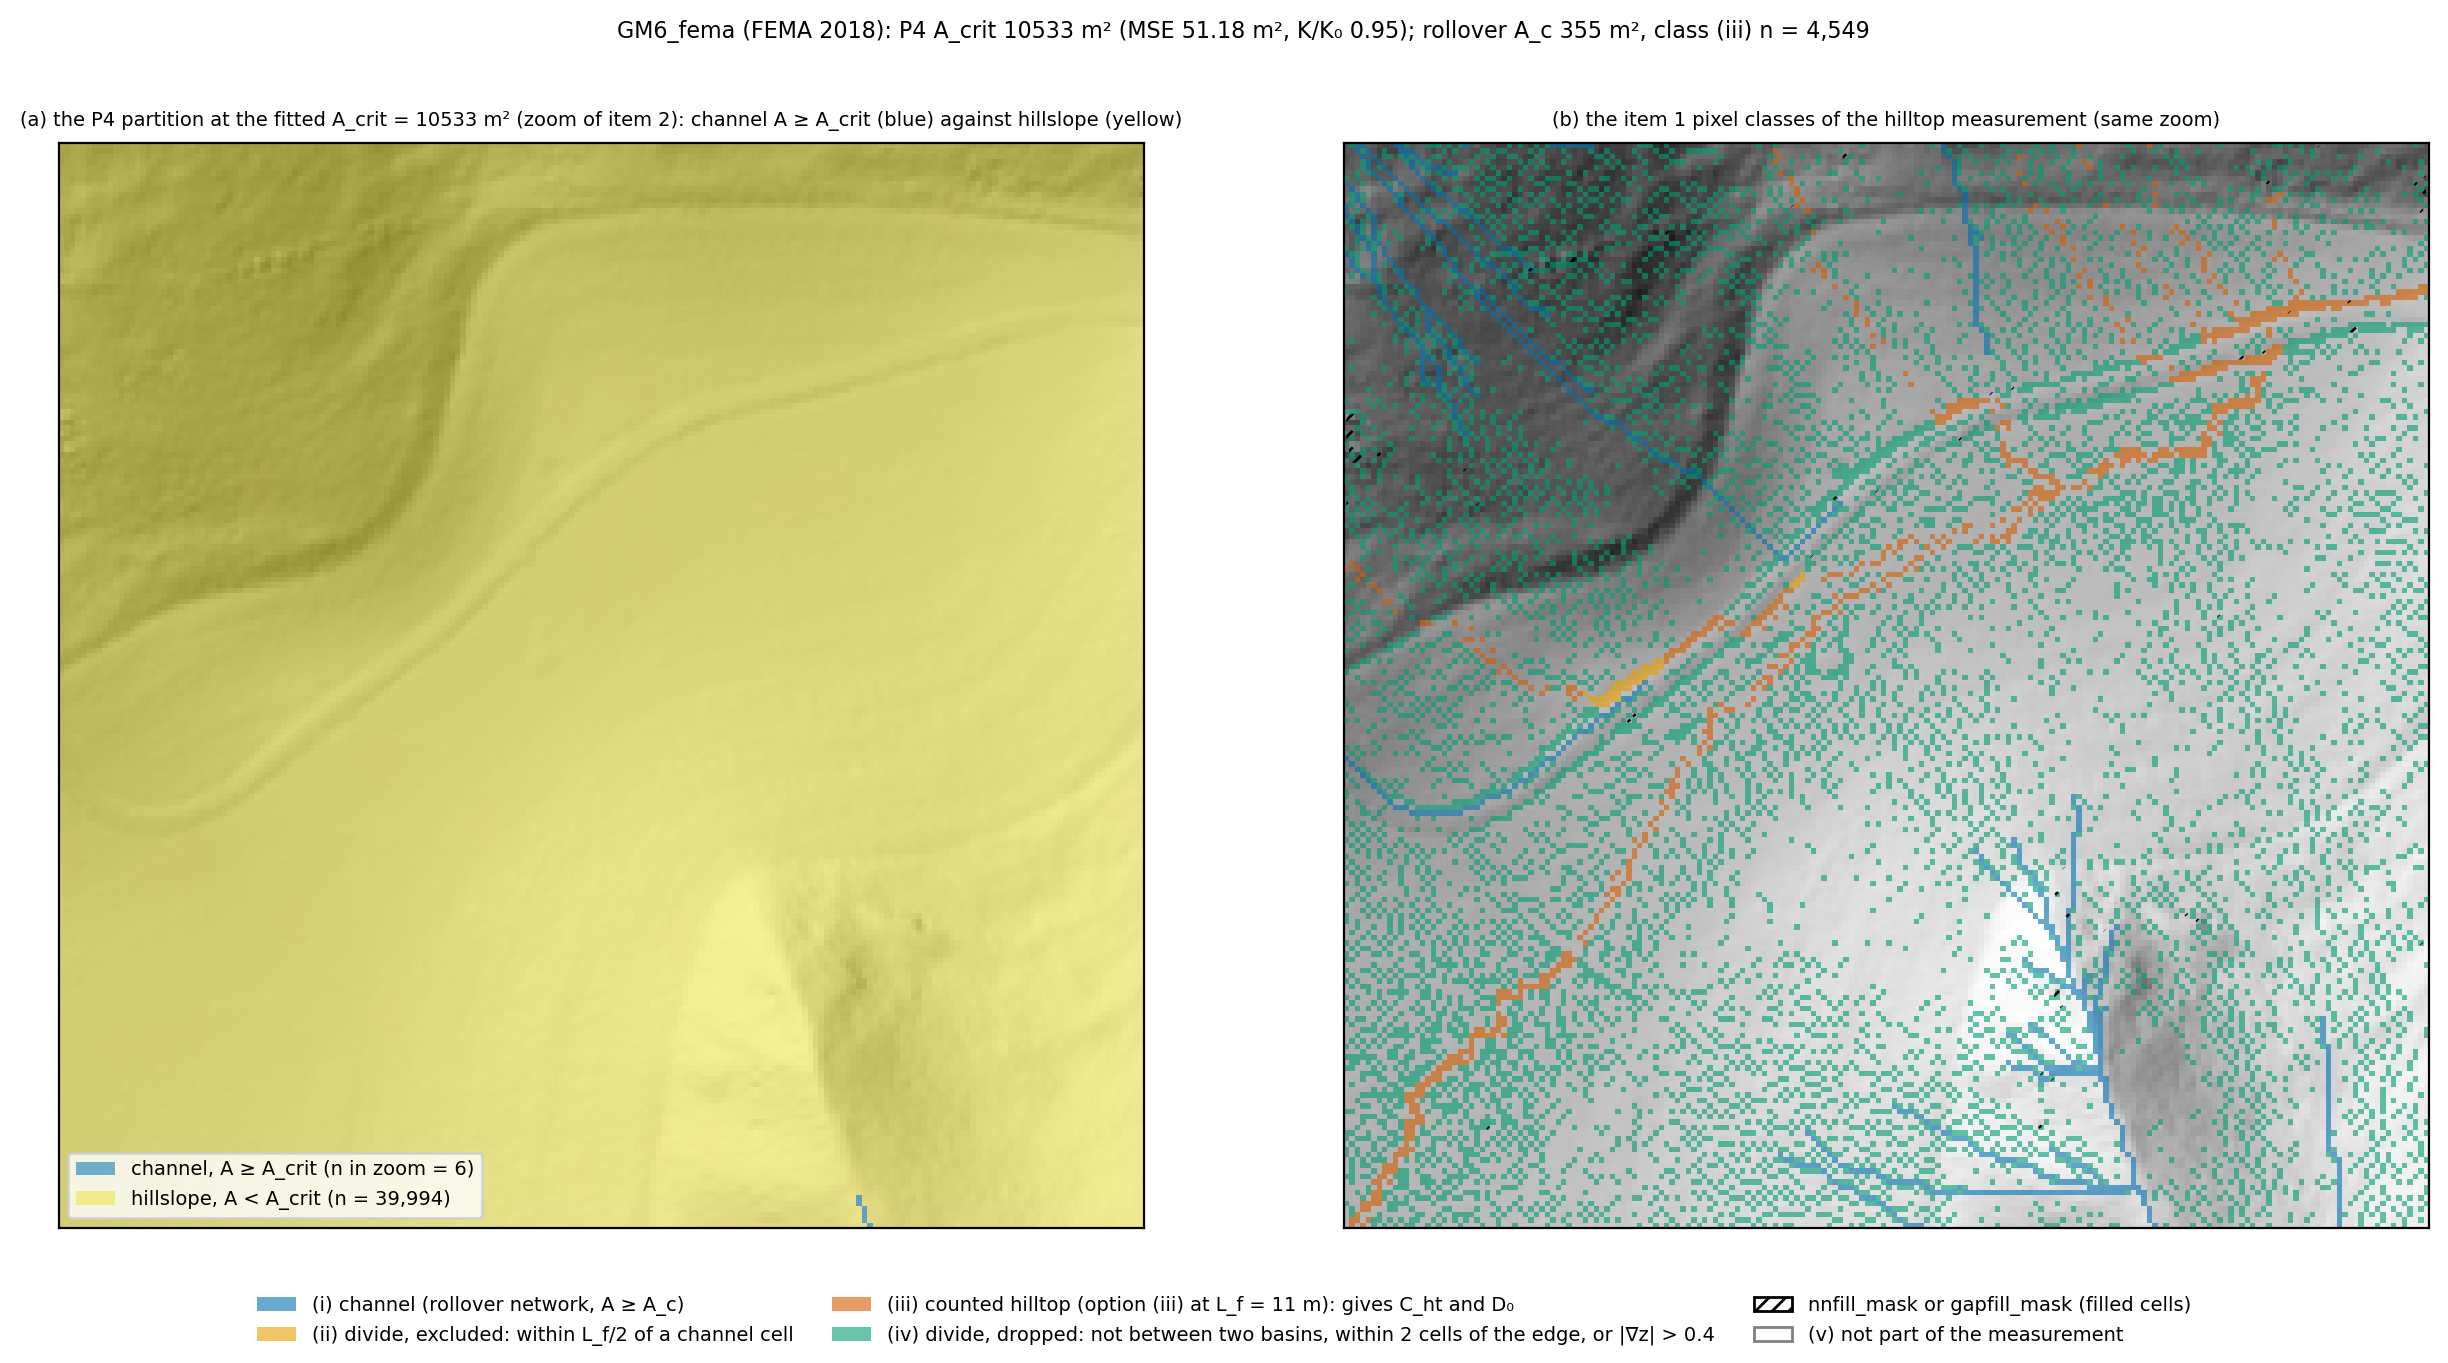 GM6_fema (FEMA 2018): P4 A_crit 10533 m² (MSE 51.18 m², K/K₀ 0.95); rollover A_c 355 m², class (iii) n = 4,549
(a) the P4 partition at the fitted A_crit = 10533 m² (zoom of item 2): channel A ≥ A_crit (blue) against hillslope (yellow)
(b) the item 1 pixel classes of the hilltop measurement (same zoom)
channel, A ≥ A_crit (n in zoom = 6)
hillslope, A < A_crit (n = 39,994)
(i) channel (rollover network, A ≥ A_c)
(ii) divide, excluded: within L_f/2 of a channel cell
(iii) counted hilltop (option (iii) at L_f = 11 m): gives C_ht and D₀
(iv) divide, dropped: not between two basins, within 2 cells of the edge, or |∇z| > 0.4
nnfill_mask or gapfill_mask (filled cells)
(v) not part of the measurement